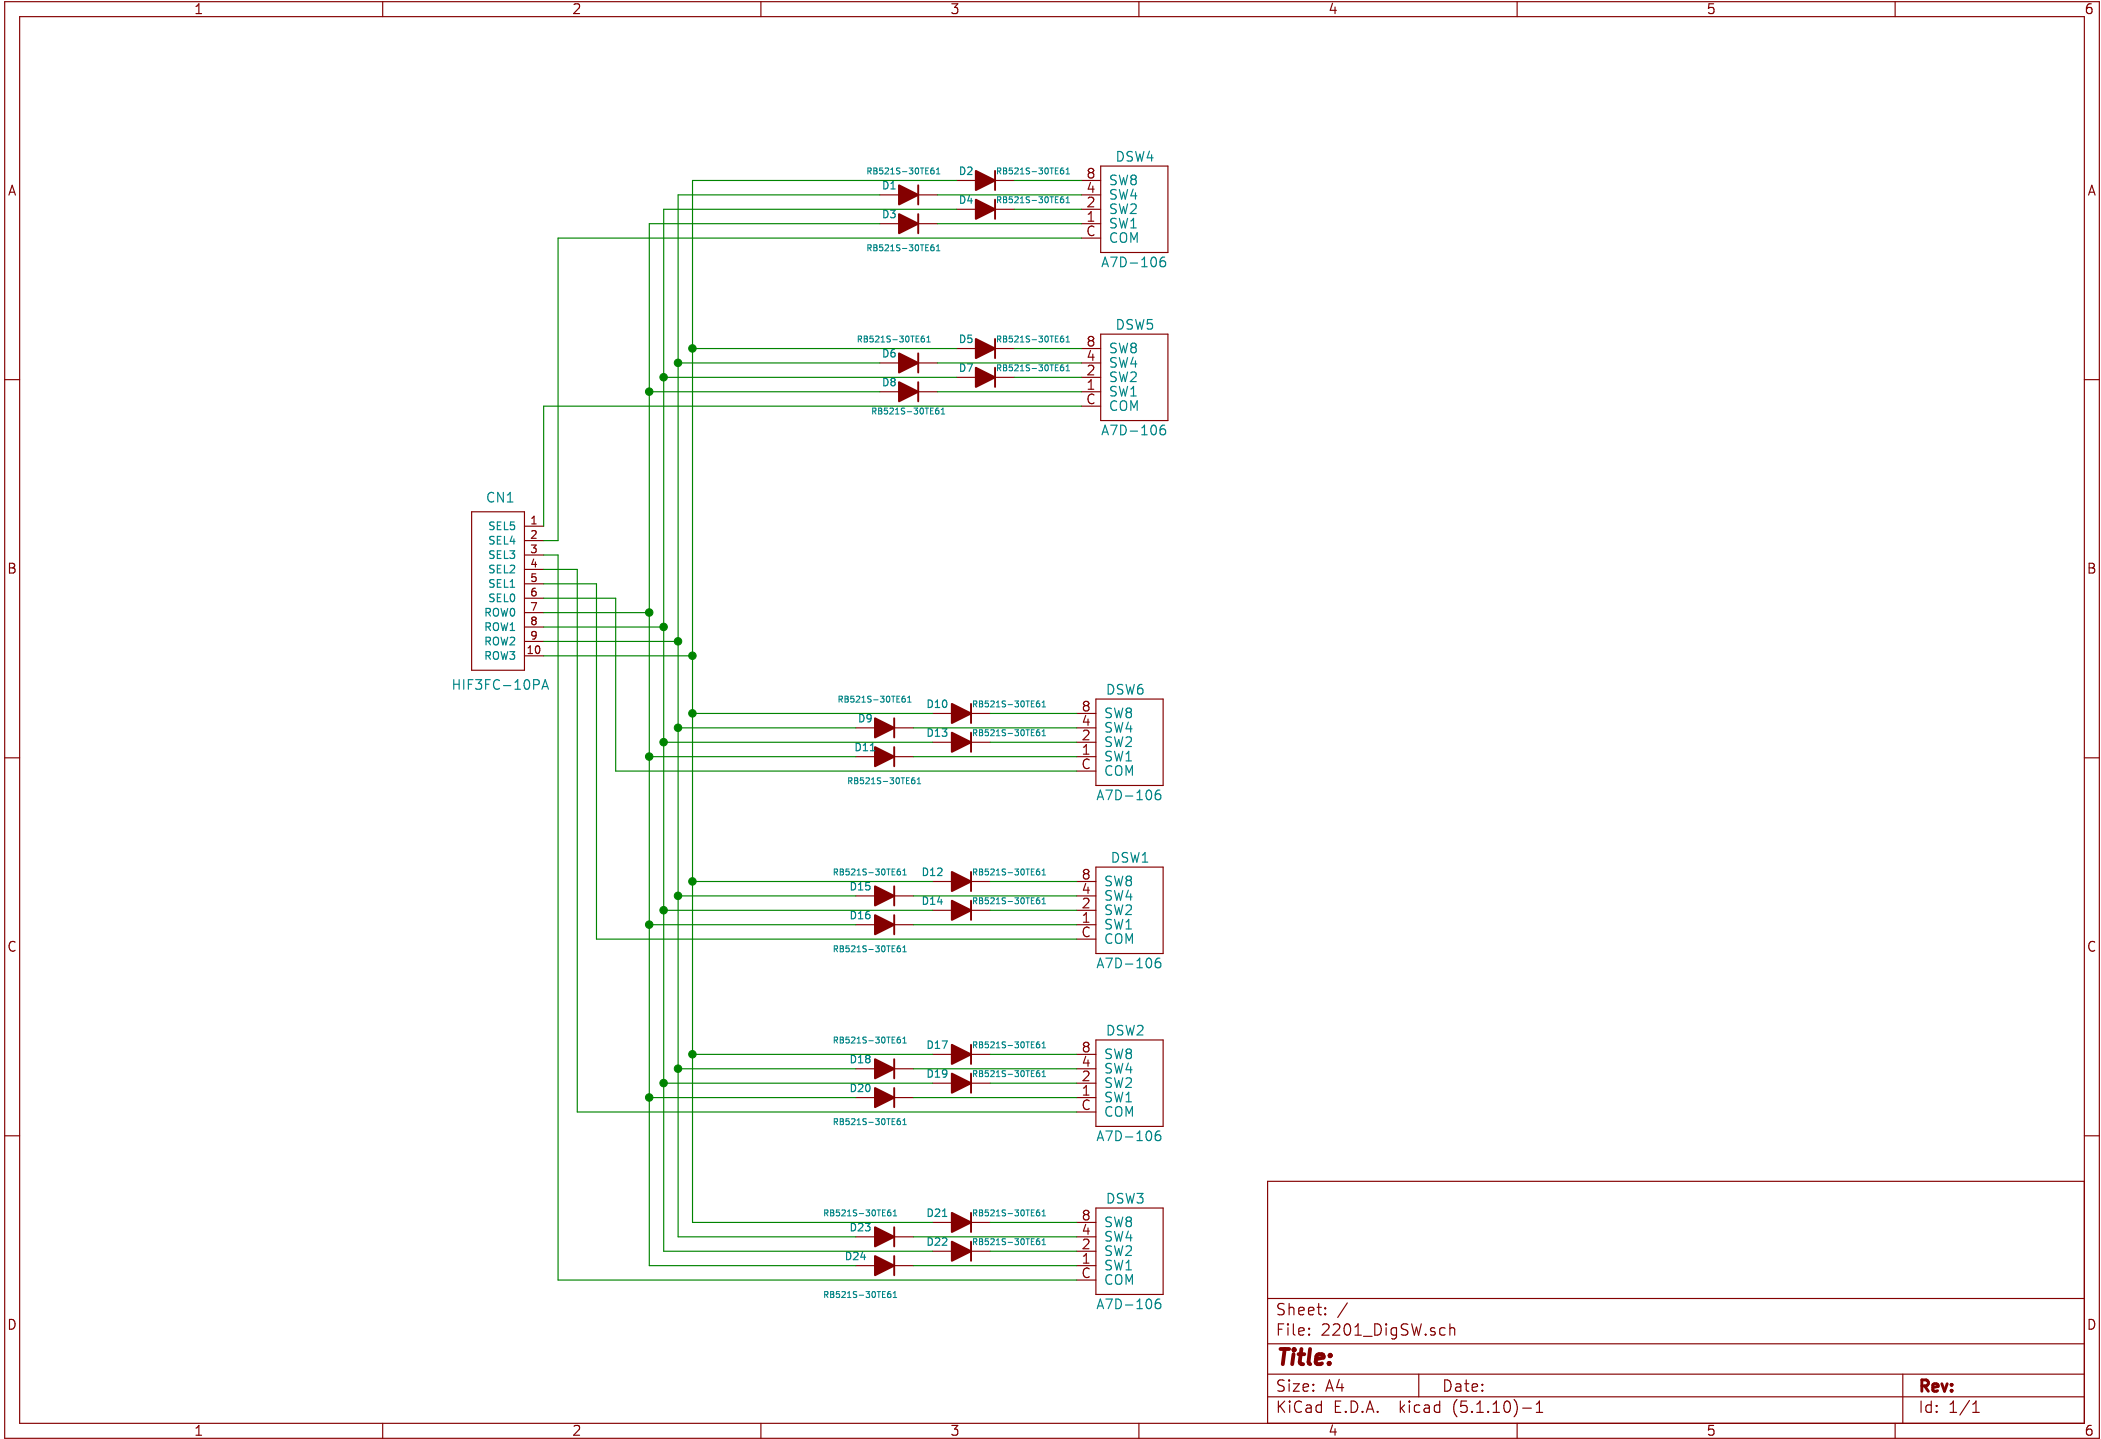 1 2 3 4 5 6
A A
B B
C C
D D
DSW4
RB521S-30TE61 D2 RB521S-30TE61 8 SW8
D1 4 SW4
D4 RB521S-30TE61 2 SW2
D3 1 SW1
C COM
RB521S-30TE61
A7D-106
DSW5
RB521S-30TE61 D5 RB521S-30TE61 8 SW8
D6 4 SW4
D7 RB521S-30TE61 2 SW2
D8 1 SW1
C COM
RB521S-30TE61
A7D-106
CN1
SEL5 1
SEL4 2
SEL3 3
SEL2 4
SEL1 5
SEL0 6
ROW0 7
ROW1 8
ROW2 9
ROW3 10
HIF3FC-10PA
DSW6
RB521S-30TE61 D10 RB521S-30TE61 8 SW8
D9 4 SW4
D13 RB521S-30TE61 2 SW2
D11 1 SW1
C COM
RB521S-30TE61
A7D-106
DSW1
RB521S-30TE61 D12 RB521S-30TE61 8 SW8
D15 4 SW4
D14 RB521S-30TE61 2 SW2
D16 1 SW1
C COM
RB521S-30TE61
A7D-106
DSW2
RB521S-30TE61 D17 RB521S-30TE61 8 SW8
D18 4 SW4
D19 RB521S-30TE61 2 SW2
D20 1 SW1
C COM
RB521S-30TE61
A7D-106
DSW3
RB521S-30TE61 D21 RB521S-30TE61 8 SW8
D23 4 SW4
D22 RB521S-30TE61 2 SW2
D24 1 SW1
C COM
RB521S-30TE61
A7D-106
Sheet: /
File: 2201_DigSW.sch
Title:
Size: A4 Date: Rev:
KiCad E.D.A. kicad (5.1.10)-1 Id: 1/1
1 2 3 4 5 6